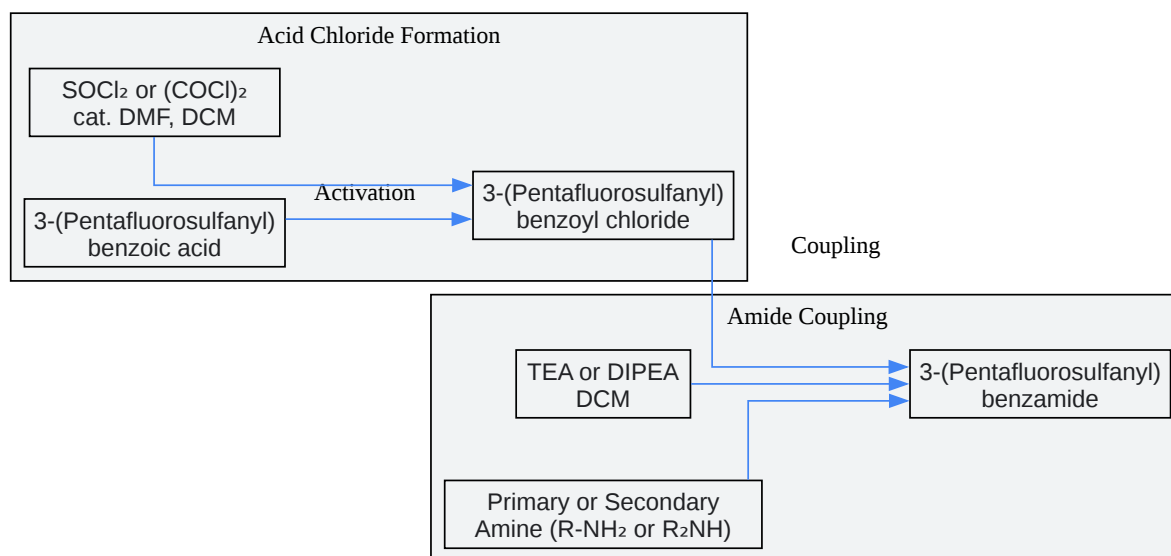 Acid Chloride Formation
SOCl₂ or (COCl)₂
cat. DMF, DCM
Activation
3-(Pentafluorosulfanyl)
benzoic acid
3-(Pentafluorosulfanyl)
benzoyl chloride
Coupling
Amide Coupling
TEA or DIPEA
DCM
3-(Pentafluorosulfanyl)
benzamide
Primary or Secondary
Amine (R-NH₂ or R₂NH)